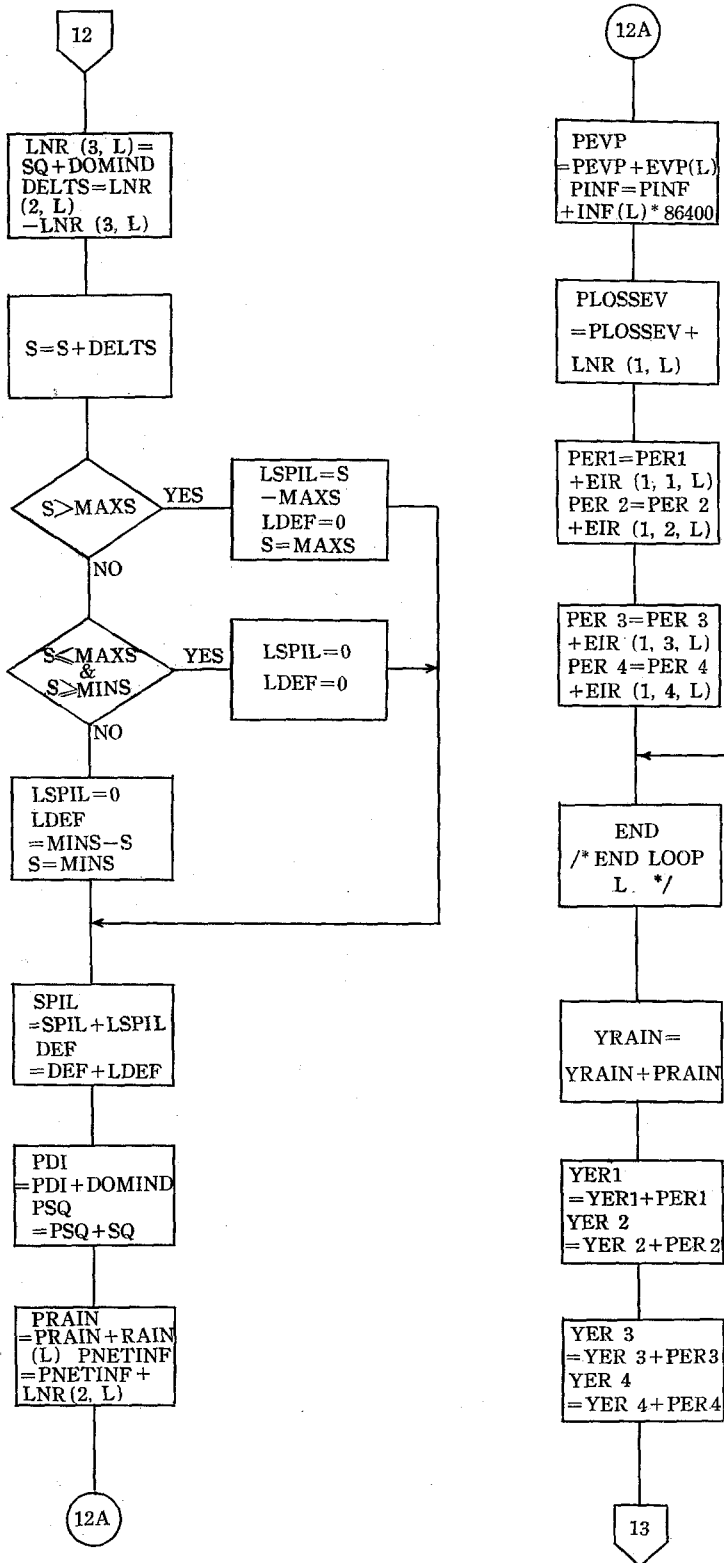 12
LNR (3, L)=
SQ+DOMIND
DELTS=LNR
(2, L)
−LNR (3, L)
S=S+DELTS
S>MAXS
YES
LSPIL=S
−MAXS
LDEF=0
S=MAXS
NO
S⩽MAXS
&
S⩾MINS
YES
LSPIL=0
LDEF=0
NO
LSPIL=0
LDEF
=MINS−S
S=MINS
SPIL
=SPIL+LSPIL
DEF
=DEF+LDEF
PDI
=PDI+DOMIND
PSQ
=PSQ+SQ
PRAIN
=PRAIN+RAIN
(L) PNETINF
=PNETINF+
LNR(2, L)
12A
12A
PEVP
=PEVP+EVP(L)
PINF=PINF
+INF(L)*86400
PLOSSEV
=PLOSSEV+
LNR (1, L)
PER1=PER1
+EIR (1, 1, L)
PER 2=PER 2
+EIR (1, 2, L)
PER 3=PER 3
+EIR (1, 3, L)
PER 4=PER 4
+EIR (1, 4, L)
END
/*END LOOP
L. */
YRAIN=
YRAIN+PRAIN
YER1
=YER1+PER1
YER 2
=YER 2+PER2
YER 3
=YER 3+PER3
YER 4
=YER 4+PER4
13